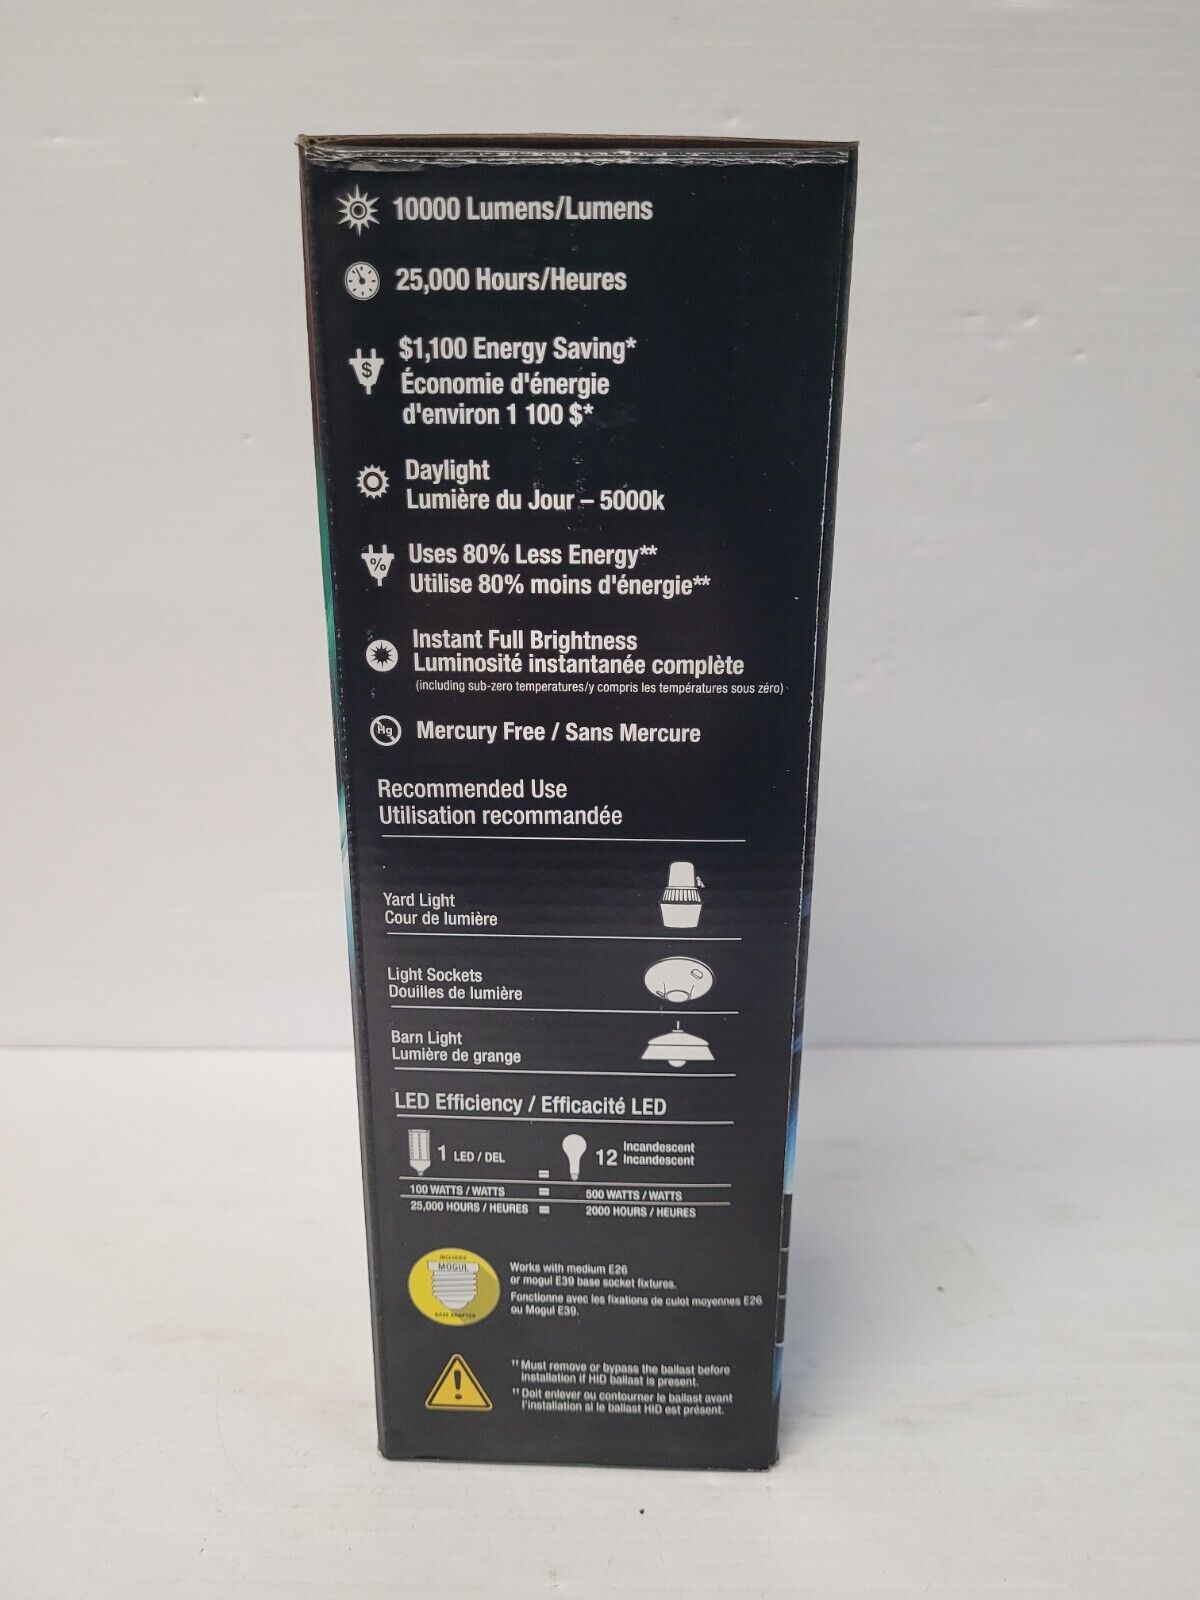 10000 Lumens/Lumens
25,000 Hours/Heures
$
$1,100 Energy Saving*
Économie d'énergie
d'environ 1 100 $*
Daylight
Lumière du Jour – 5000k
%
Uses 80% Less Energy**
Utilise 80% moins d'énergie**
Instant Full Brightness
Luminosité instantanée complète
(including sub-zero temperatures/y compris les températures sous zéro)
Hg
Mercury Free / Sans Mercure
Recommended Use
Utilisation recommandée
Yard Light
Cour de lumière
Light Sockets
Douilles de lumière
Barn Light
Lumière de grange
LED Efficiency / Efficacité LED
1 LED / DEL = 12 Incandescent
Incandescent
100 WATTS / WATTS = 500 WATTS / WATTS
25,000 HOURS / HEURES = 2000 HOURS / HEURES
INCLUDES
MOGUL
BASE ADAPTER
Works with medium E26
or mogul E39 base socket fixtures.
Fonctionne avec les fixations de culot moyennes E26
ou Mogul E39.
!
†† Must remove or bypass the ballast before
installation if HID ballast is present.
†† Doit enlever ou contourner le ballast avant
l'installation si le ballast HID est présent.